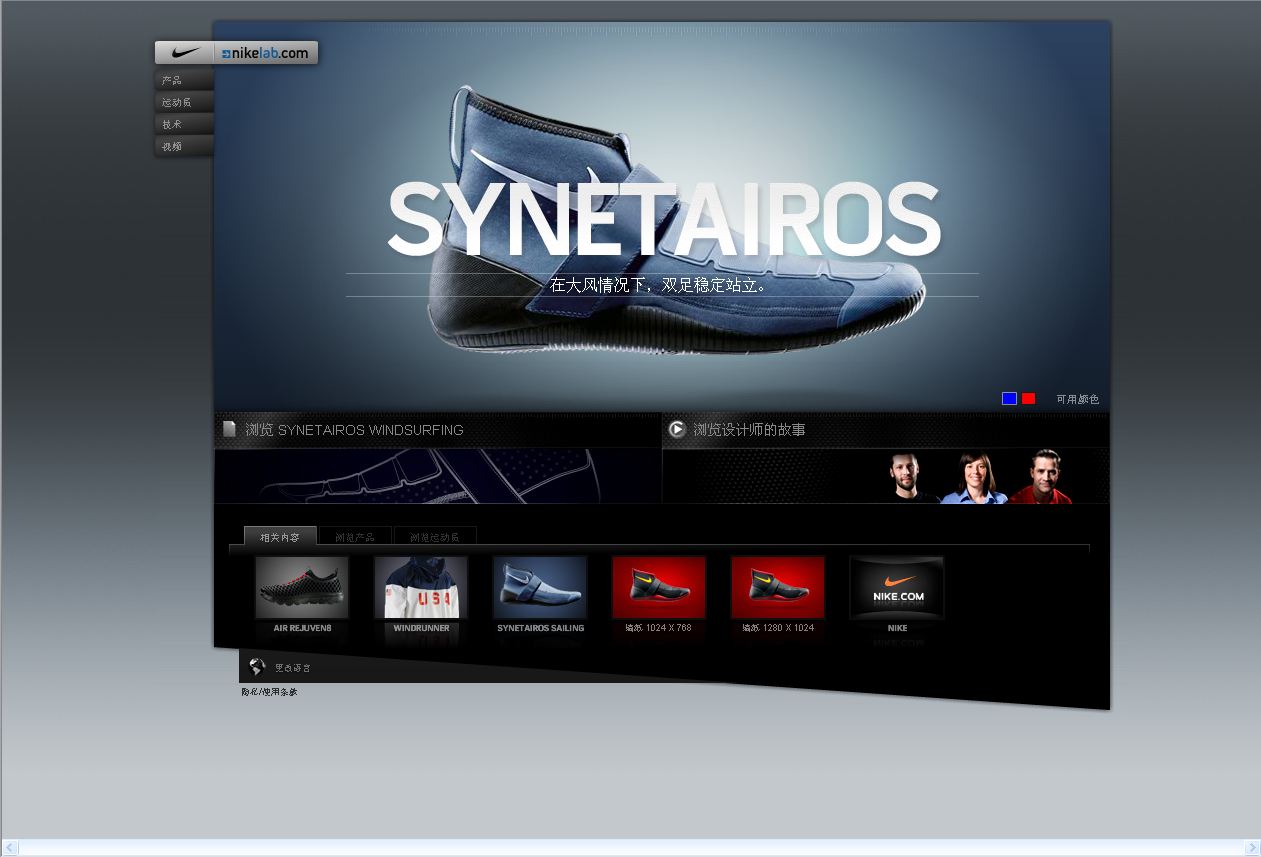 nikelab.com
产品
运动员
技术
视频
SYNETAIROS
在大风情况下，双足稳定站立。
可用颜色
浏览 SYNETAIROS WINDSURFING
浏览设计师的故事
相关内容
浏览产品
浏览运动员
USA
NIKE.COM
AIR REJUVEN8
WINDRUNNER
SYNETAIROS SAILING
墙纸 1024 X 768
墙纸 1280 X 1024
NIKE
更改语言
隐私/使用条款